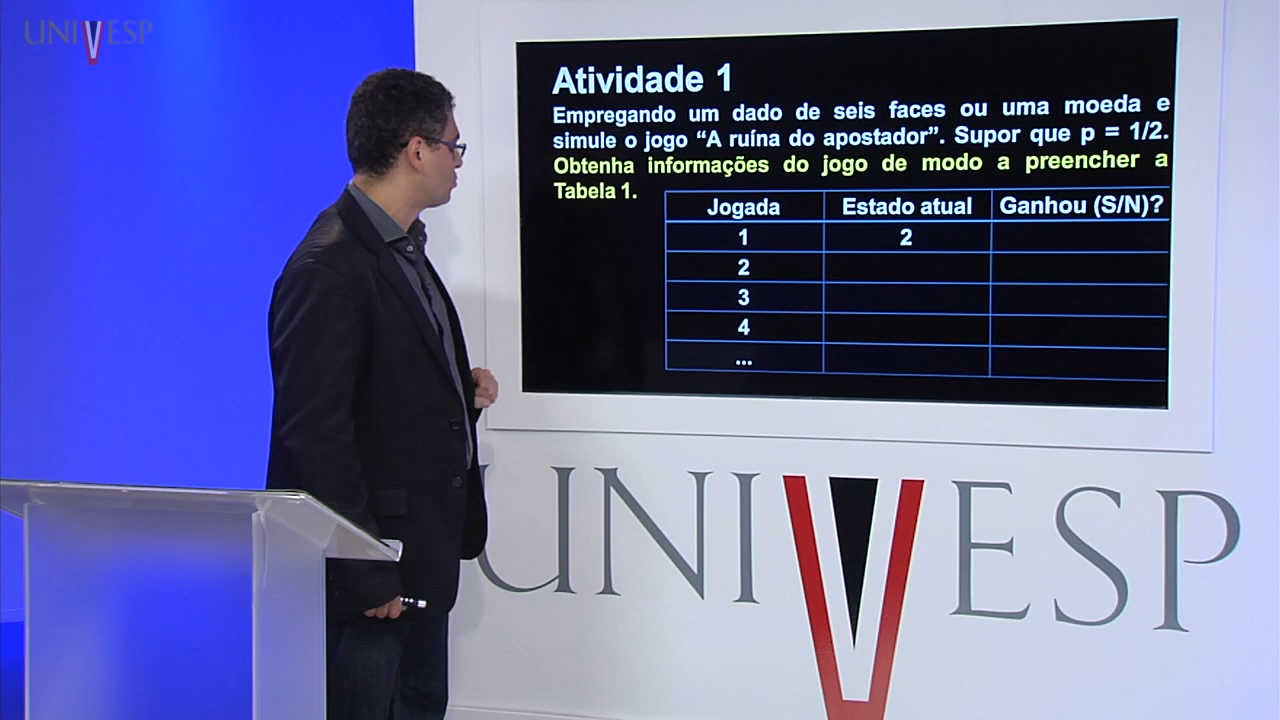 UNIVESP
Atividade 1
Empregando um dado de seis faces ou uma moeda e
simule o jogo “A ruína do apostador”. Supor que p = 1/2.
Obtenha informações do jogo de modo a preencher a
Tabela 1.
Jogada Estado atual Ganhou (S/N)?
1 2
2
3
4
...
UNIVESP